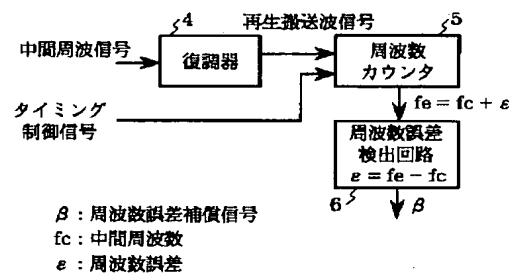 4
再生搬送波信号
5
中間周波信号
復調器
周波数
カウンタ
タイミング
制御信号
fe = fc + ε
周波数誤差
検出回路
ε = fe − fc
6
β
β : 周波数誤差補償信号
fc : 中間周波数
ε : 周波数誤差